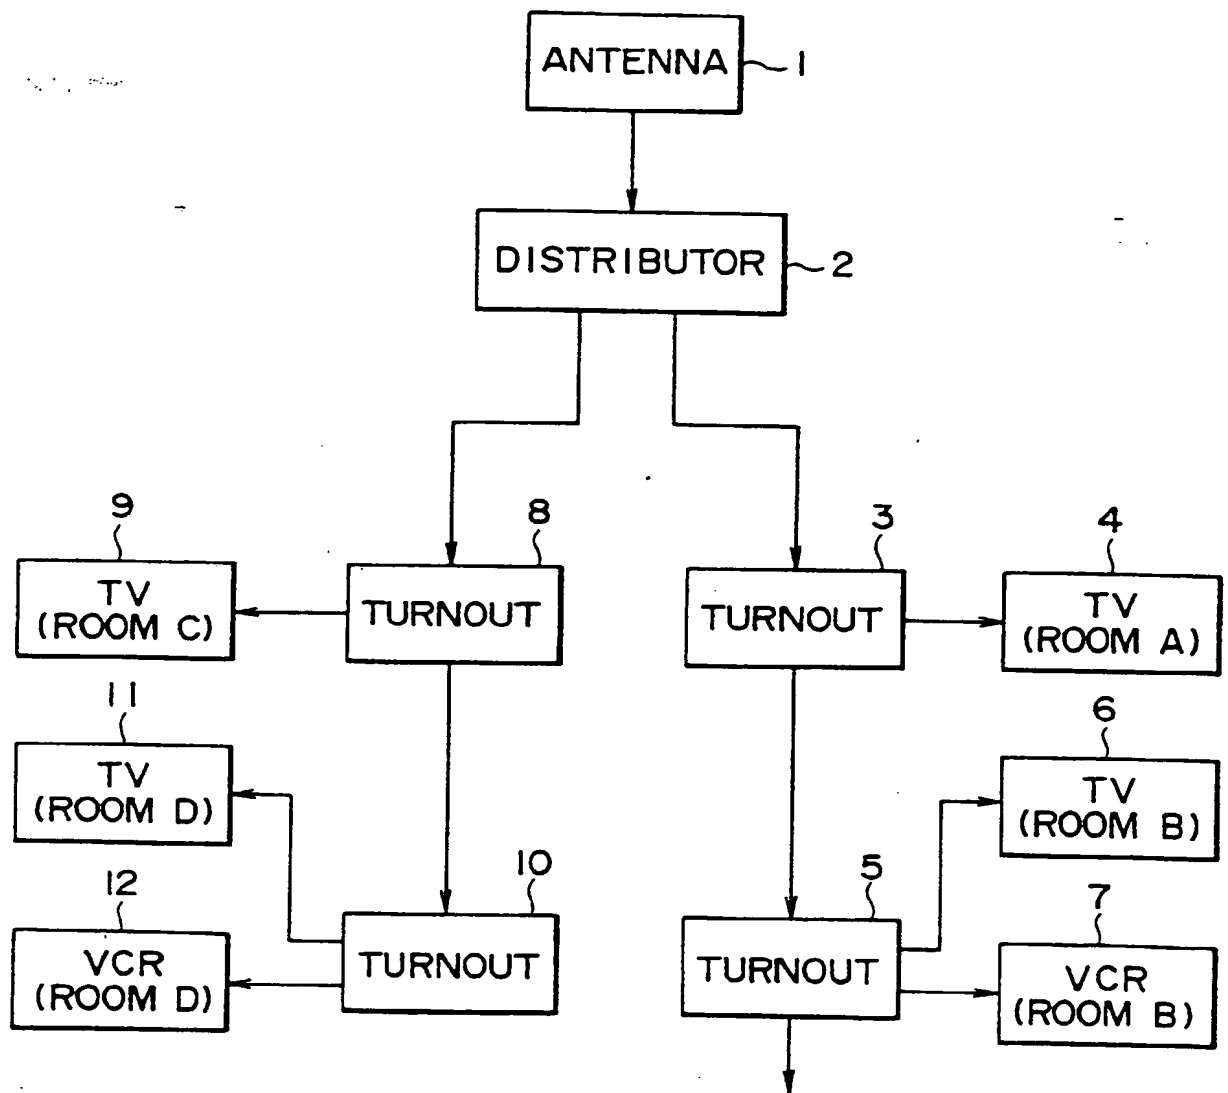 ANTENNA
1
DISTRIBUTOR
2
9
8
3
4
TV
(ROOM C)
TURNOUT
TURNOUT
TV
(ROOM A)
11
6
TV
(ROOM D)
TV
(ROOM B)
12
10
5
7
VCR
(ROOM D)
TURNOUT
TURNOUT
VCR
(ROOM B)